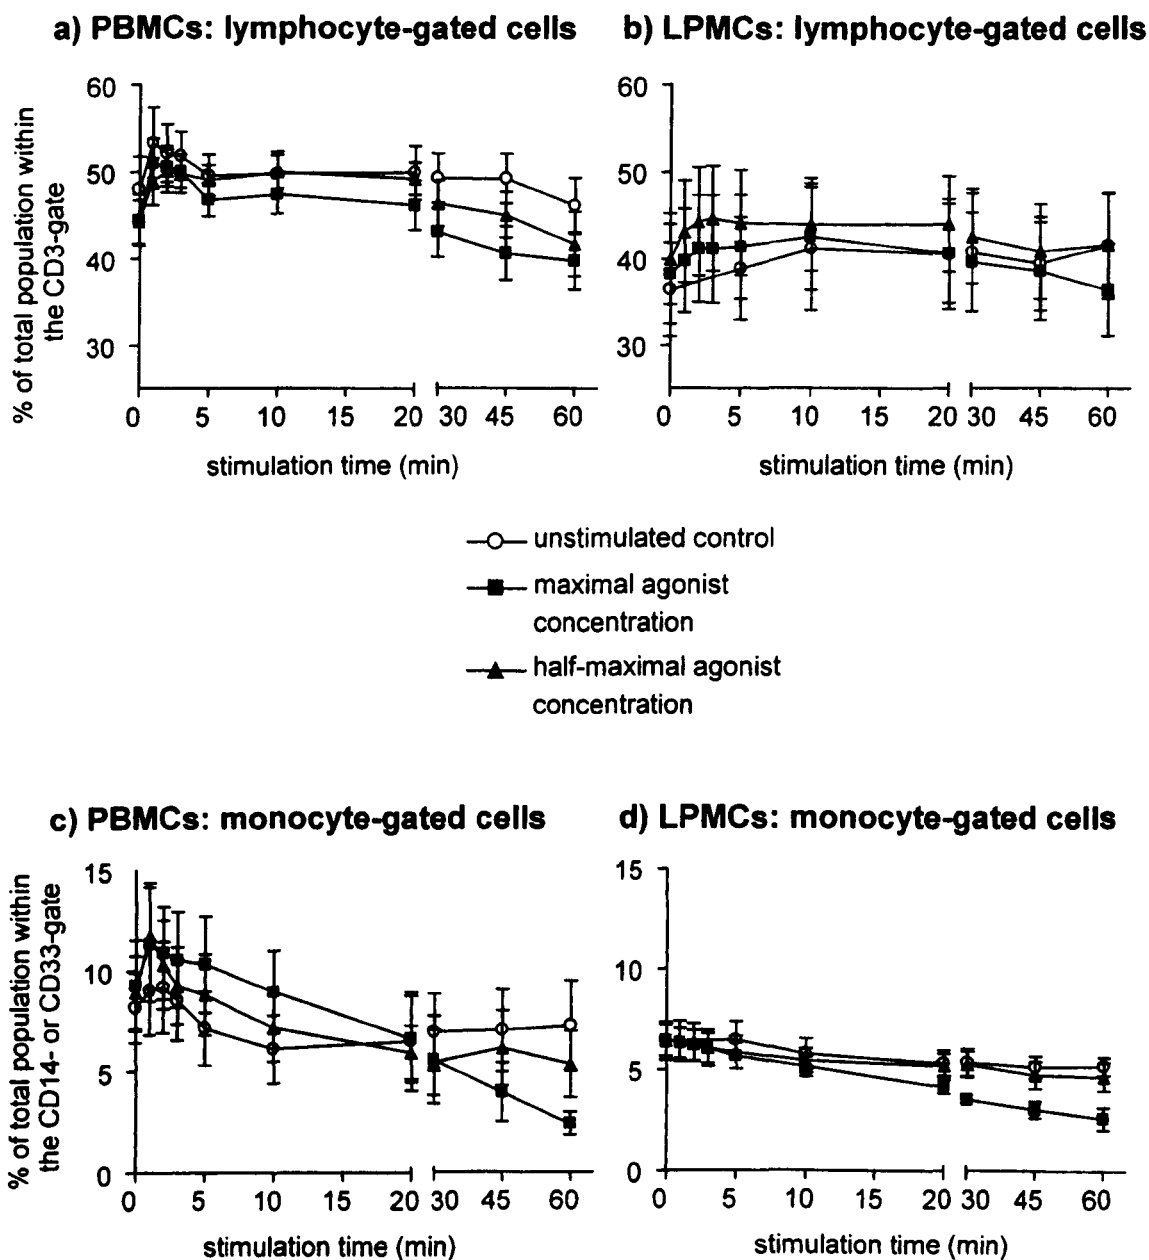 a) PBMCs: lymphocyte-gated cells
b) LPMCs: lymphocyte-gated cells
% of total population within
the CD3-gate
60
50
40
30
0 5 10 15 20 30 45 60
stimulation time (min)
60
50
40
30
0 5 10 15 20 30 45 60
stimulation time (min)
unstimulated control
maximal agonist
concentration
half-maximal agonist
concentration
c) PBMCs: monocyte-gated cells
d) LPMCs: monocyte-gated cells
% of total population within
the CD14- or CD33-gate
15
10
5
0
0 5 10 15 20 30 45 60
stimulation time (min)
15
10
5
0
0 5 10 15 20 30 45 60
stimulation time (min)